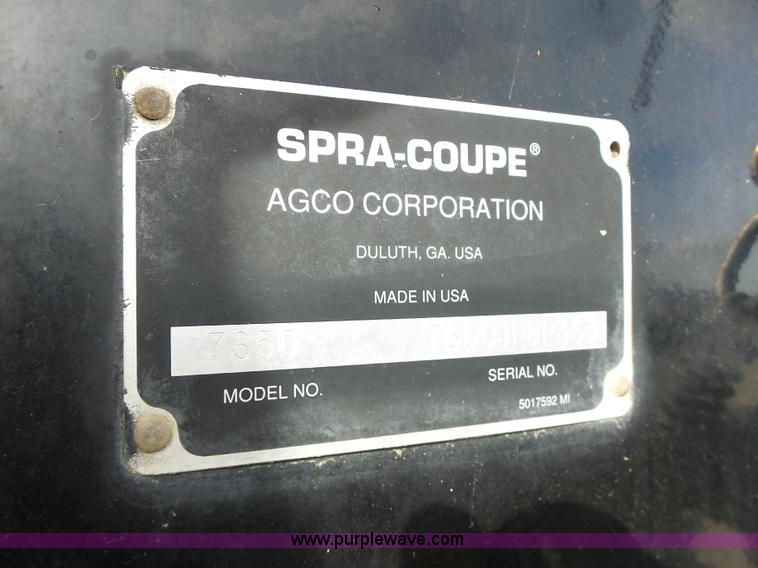 SPRA-COUPE®
AGCO CORPORATION
DULUTH, GA. USA
MADE IN USA
7650
MODEL NO. SERIAL NO.
5017592 MI
www.purplewave.com